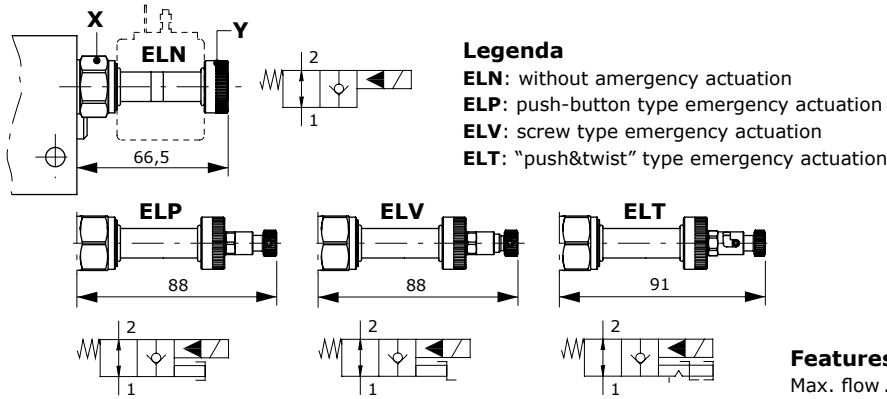 X
ELN
Y
66,5
2
1
Legenda
ELN: without amergency actuation
ELP: push-button type emergency actuation
ELV: screw type emergency actuation
ELT: “push&twist” type emergency actuation
ELP
88
ELV
88
ELT
91
2
1
2
1
2
1
Features
Max. flow .